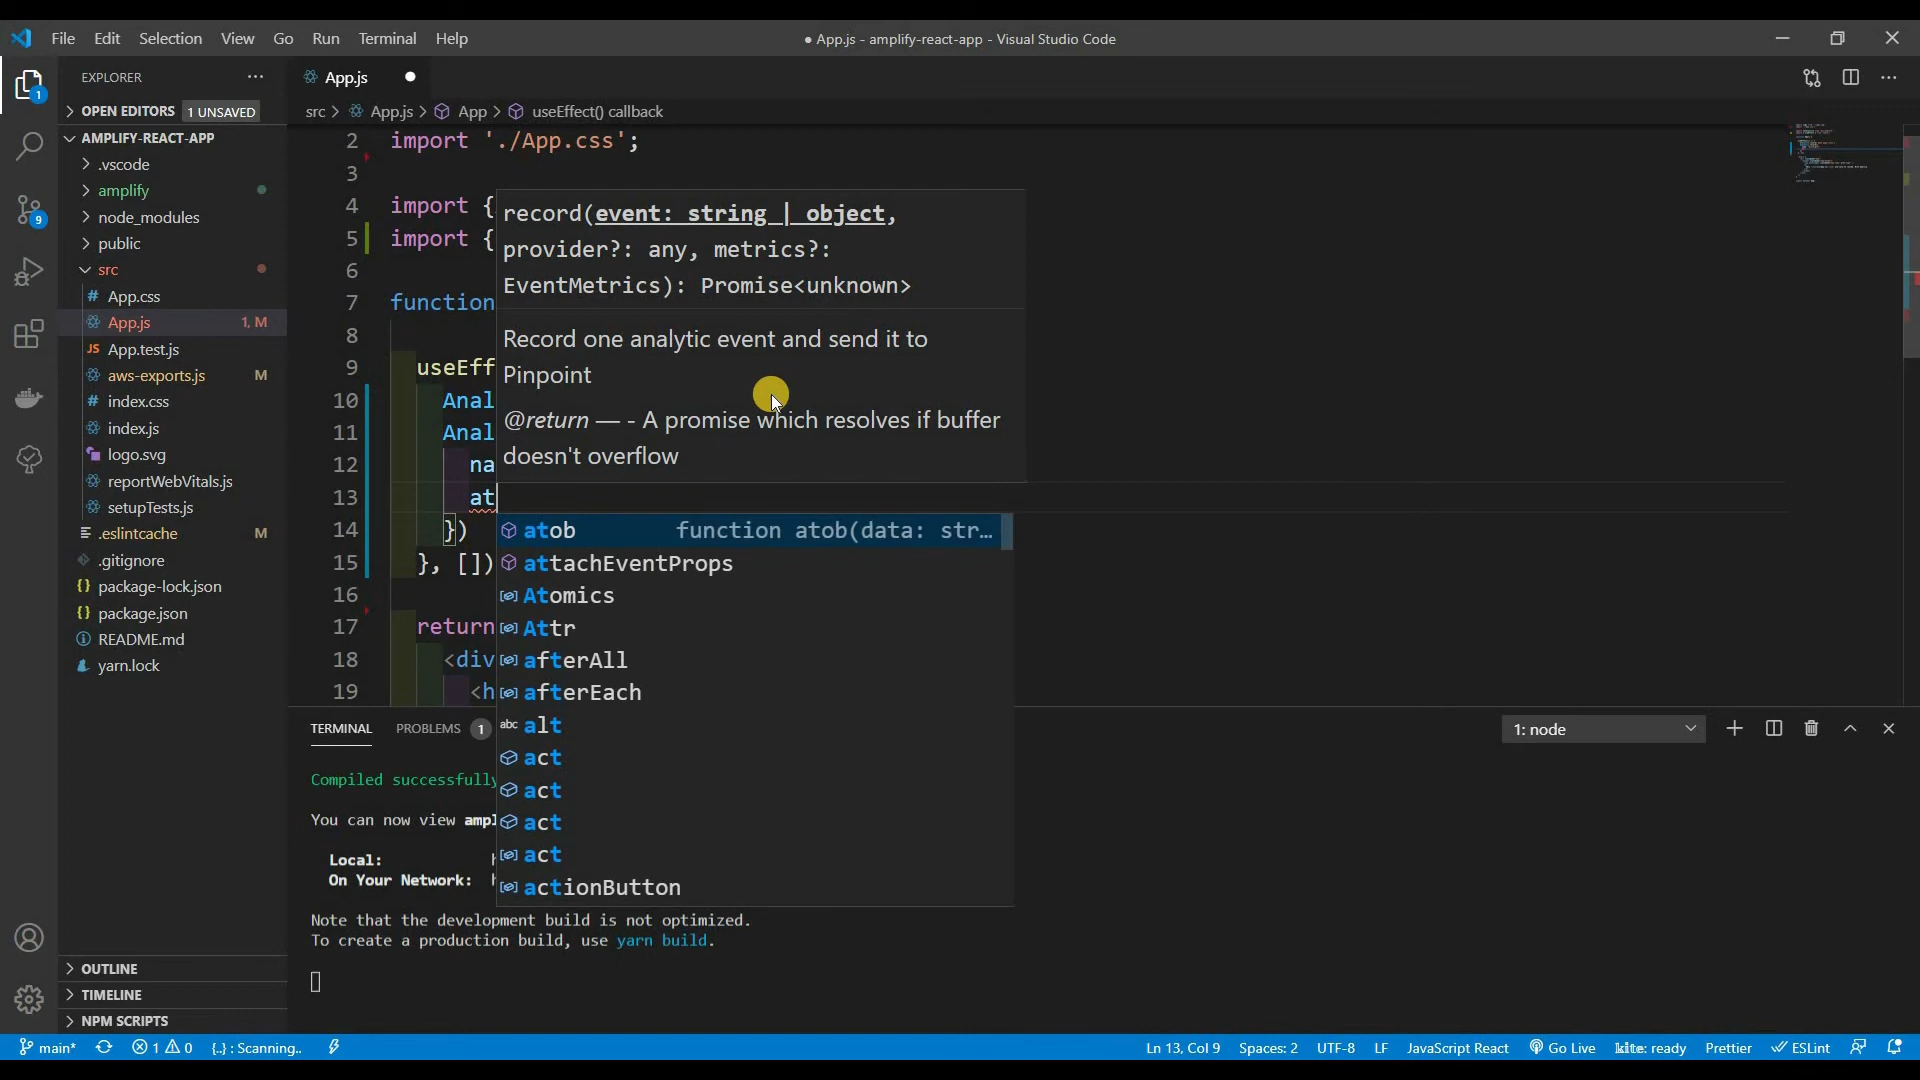 File Edit Selection View Go Run Terminal Help
● App.js - amplify-react-app - Visual Studio Code
EXPLORER
OPEN EDITORS 1 UNSAVED
AMPLIFY-REACT-APP
.vscode
amplify
node_modules
public
src
# App.css
App.js 1, M
JS App.test.js
aws-exports.js M
# index.css
index.js
logo.svg
reportWebVitals.js
setupTests.js
.eslintcache M
.gitignore
{} package-lock.json
{} package.json
README.md
yarn.lock
OUTLINE
TIMELINE
NPM SCRIPTS
1
9
App.js
src > App.js > App > useEffect() callback
2 import './App.css';
3
4 import {
5 import {
6
7 function
8
9 useEff
10 Anal
11 Anal
12 na
13 at
14 })
15 }, [])
16
17 return
18 <div
19 <h
record(event: string | object,
provider?: any, metrics?:
EventMetrics): Promise<unknown>
Record one analytic event and send it to
Pinpoint
@return — - A promise which resolves if buffer
doesn't overflow
atob function atob(data: str…
attachEventProps
Atomics
Attr
afterAll
afterEach
abc alt
act
act
act
act
actionButton
TERMINAL PROBLEMS 1
1: node
Compiled successfully
You can now view ampl
Local: h
On Your Network: h
Note that the development build is not optimized.
To create a production build, use yarn build.
main* 1 0 {..} : Scanning..
Ln 13, Col 9 Spaces: 2 UTF-8 LF JavaScript React Go Live kite: ready Prettier ESLint